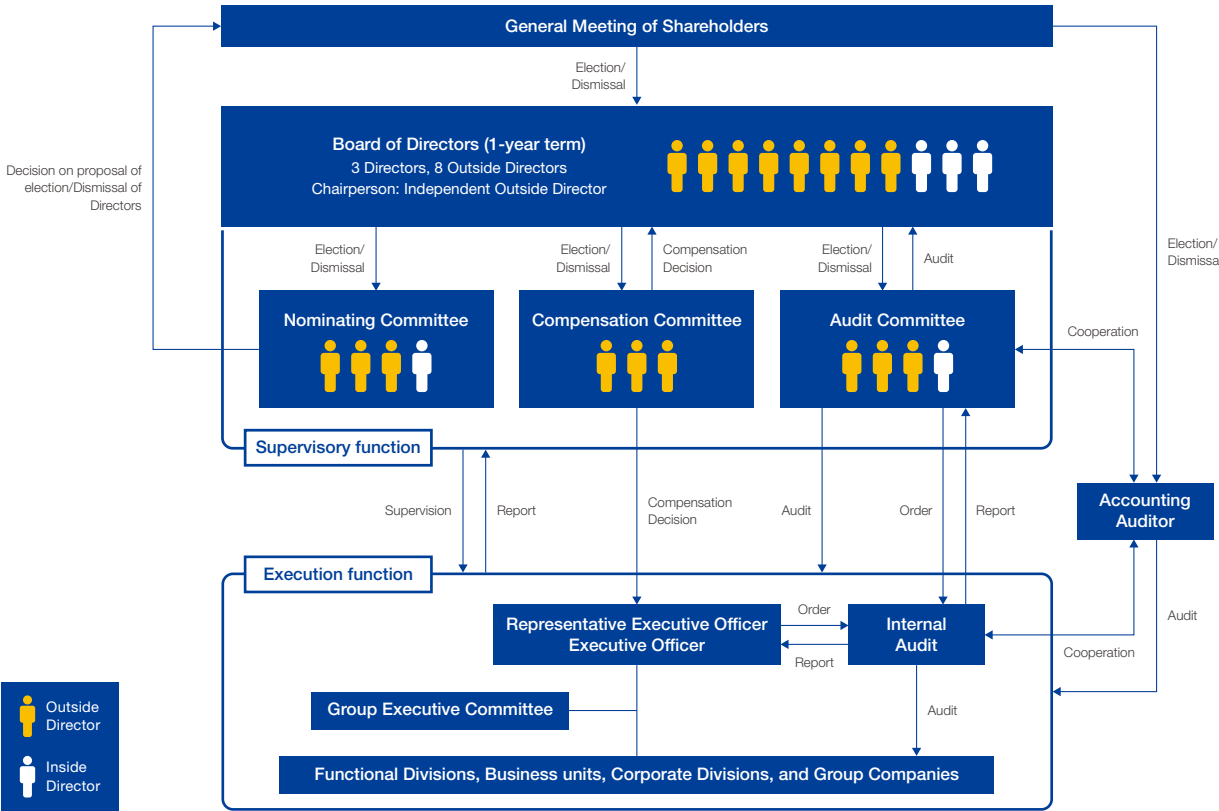 General Meeting of Shareholders
Election/
Dismissal
Board of Directors (1-year term)
3 Directors, 8 Outside Directors
Chairperson: Independent Outside Director
Decision on proposal of
election/Dismissal of
Directors
Election/
Dismissal
Election/
Dismissal
Compensation
Decision
Election/
Dismissal
Audit
Election/
Dismissa
Nominating Committee
Compensation Committee
Audit Committee
Cooperation
Supervisory function
Supervision
Report
Compensation
Decision
Audit
Order
Report
Accounting
Auditor
Execution function
Representative Executive Officer
Executive Officer
Order
Report
Internal
Audit
Cooperation
Audit
Group Executive Committee
Audit
Functional Divisions, Business units, Corporate Divisions, and Group Companies
Outside
Director
Inside
Director